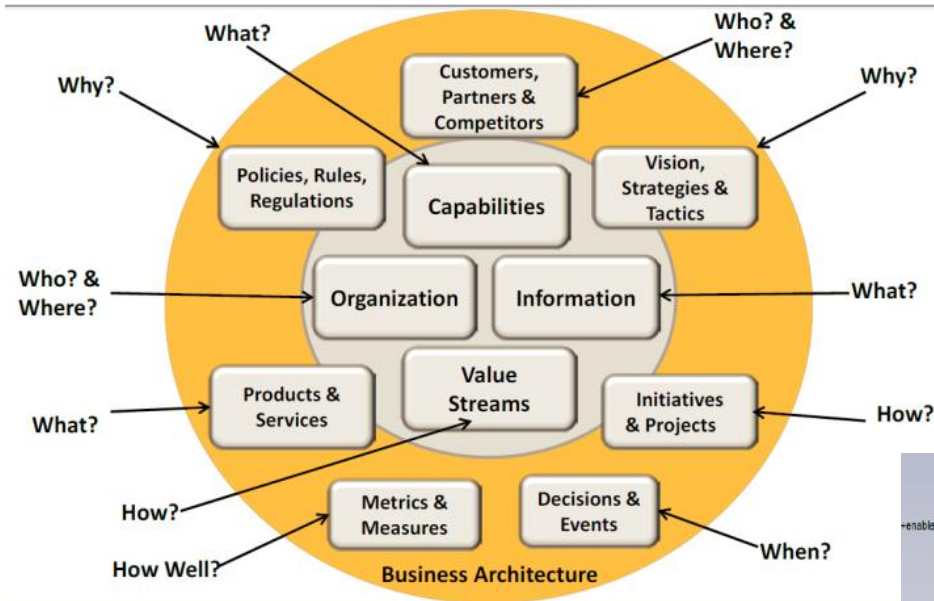 What?
Who? &
Where?
Why?
Why?
Customers,
Partners &
Competitors
Policies, Rules,
Regulations
Vision,
Strategies &
Tactics
Capabilities
Who? &
Where?
Organization
Information
What?
Products &
Services
Value
Streams
Initiatives
& Projects
What?
How?
How?
Metrics &
Measures
Decisions &
Events
+enable
How Well?
When?
Business Architecture